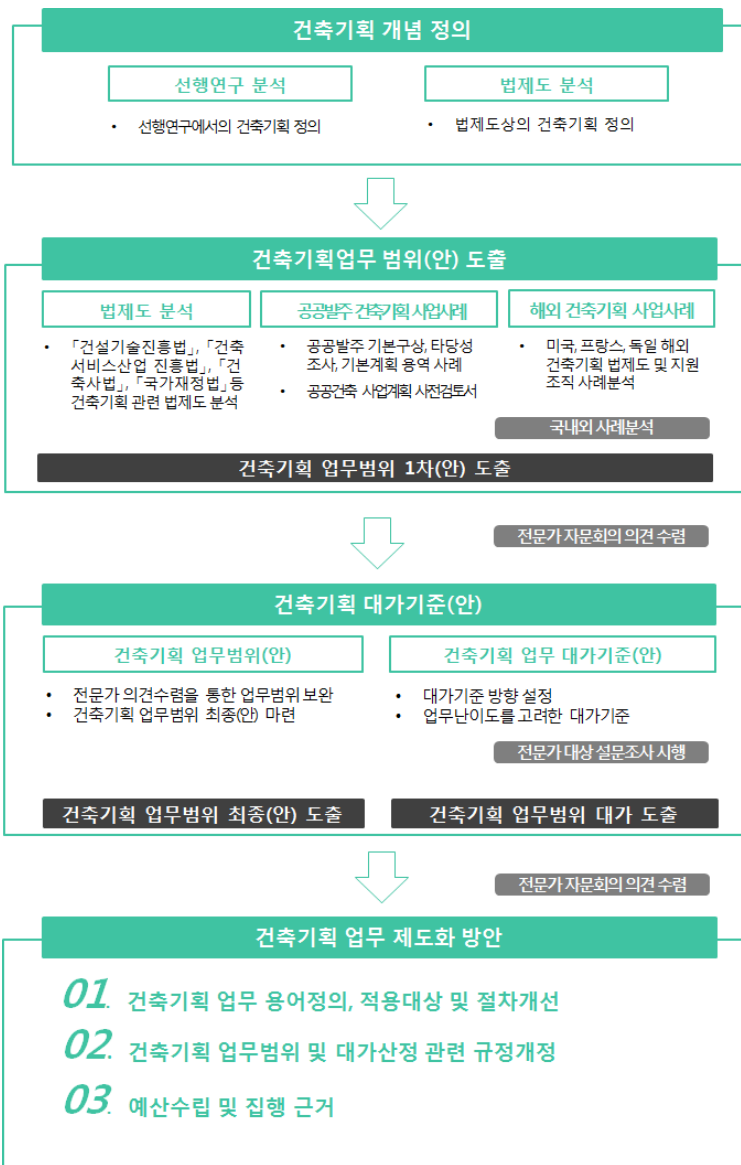 건축기획 개념 정의
선행연구 분석
법제도 분석
• 선행연구에서의 건축기획 정의
• 법제도상의 건축기획 정의
건축기획업무 범위(안) 도출
법제도 분석
공공발주 건축기획 사업사례
해외 건축기획 사업사례
• 「건설기술진흥법」, 「건축
서비스산업 진흥법」, 「건
축사법」, 「국가재정법」 등
건축기획 관련 법제도 분석
• 공공발주 기본구상, 타당성
조사, 기본계획 용역 사례
• 공공건축 사업계획 사전검토서
• 미국, 프랑스, 독일 해외
건축기획 법제도 및 지원
조직 사례분석
국내외 사례분석
건축기획 업무범위 1차(안) 도출
전문가 자문회의 의견 수렴
건축기획 대가기준(안)
건축기획 업무범위(안)
건축기획 업무 대가기준(안)
• 전문가 의견수렴을 통한 업무범위 보완
• 건축기획 업무범위 최종(안) 마련
• 대가기준 방향 설정
• 업무난이도를 고려한 대가기준
전문가 대상 설문조사 시행
건축기획 업무범위 최종(안) 도출
건축기획 업무범위 대가 도출
전문가 자문회의 의견 수렴
건축기획 업무 제도화 방안
01. 건축기획 업무 용어정의, 적용대상 및 절차개선
02. 건축기획 업무범위 및 대가산정 관련 규정개정
03. 예산수립 및 집행 근거